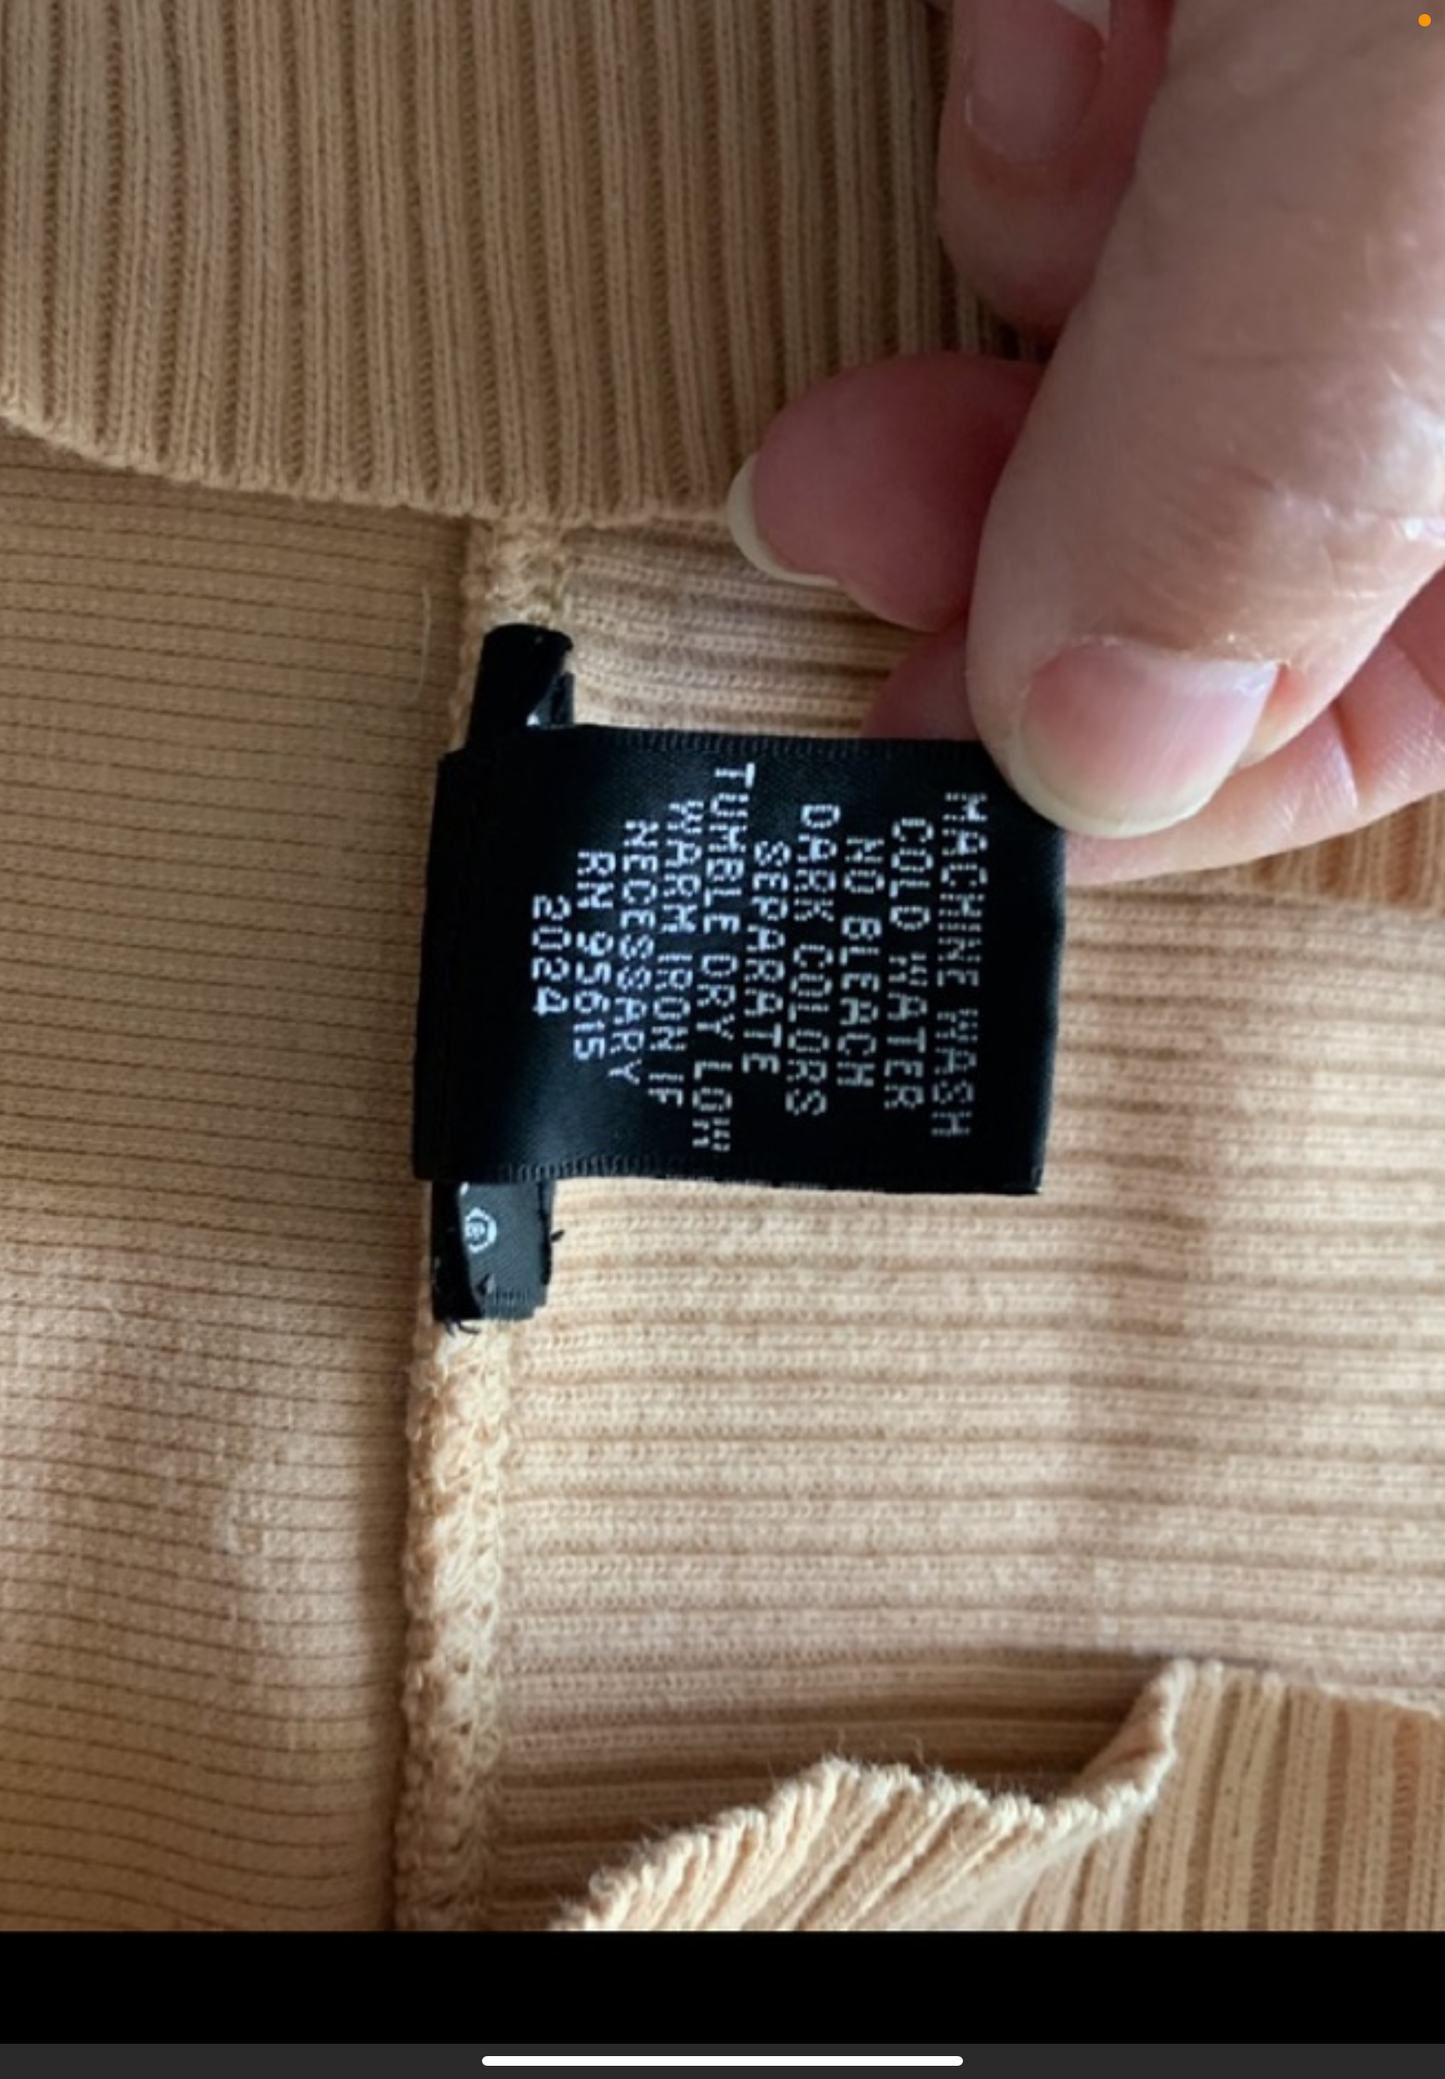 MACHINE WASH
COLD WATER
NO BLEACH
DARK COLORS
SEPARATE
TUMBLE DRY LOW
WARM IRON IF
NECESSARY
RN 95615
2024
®